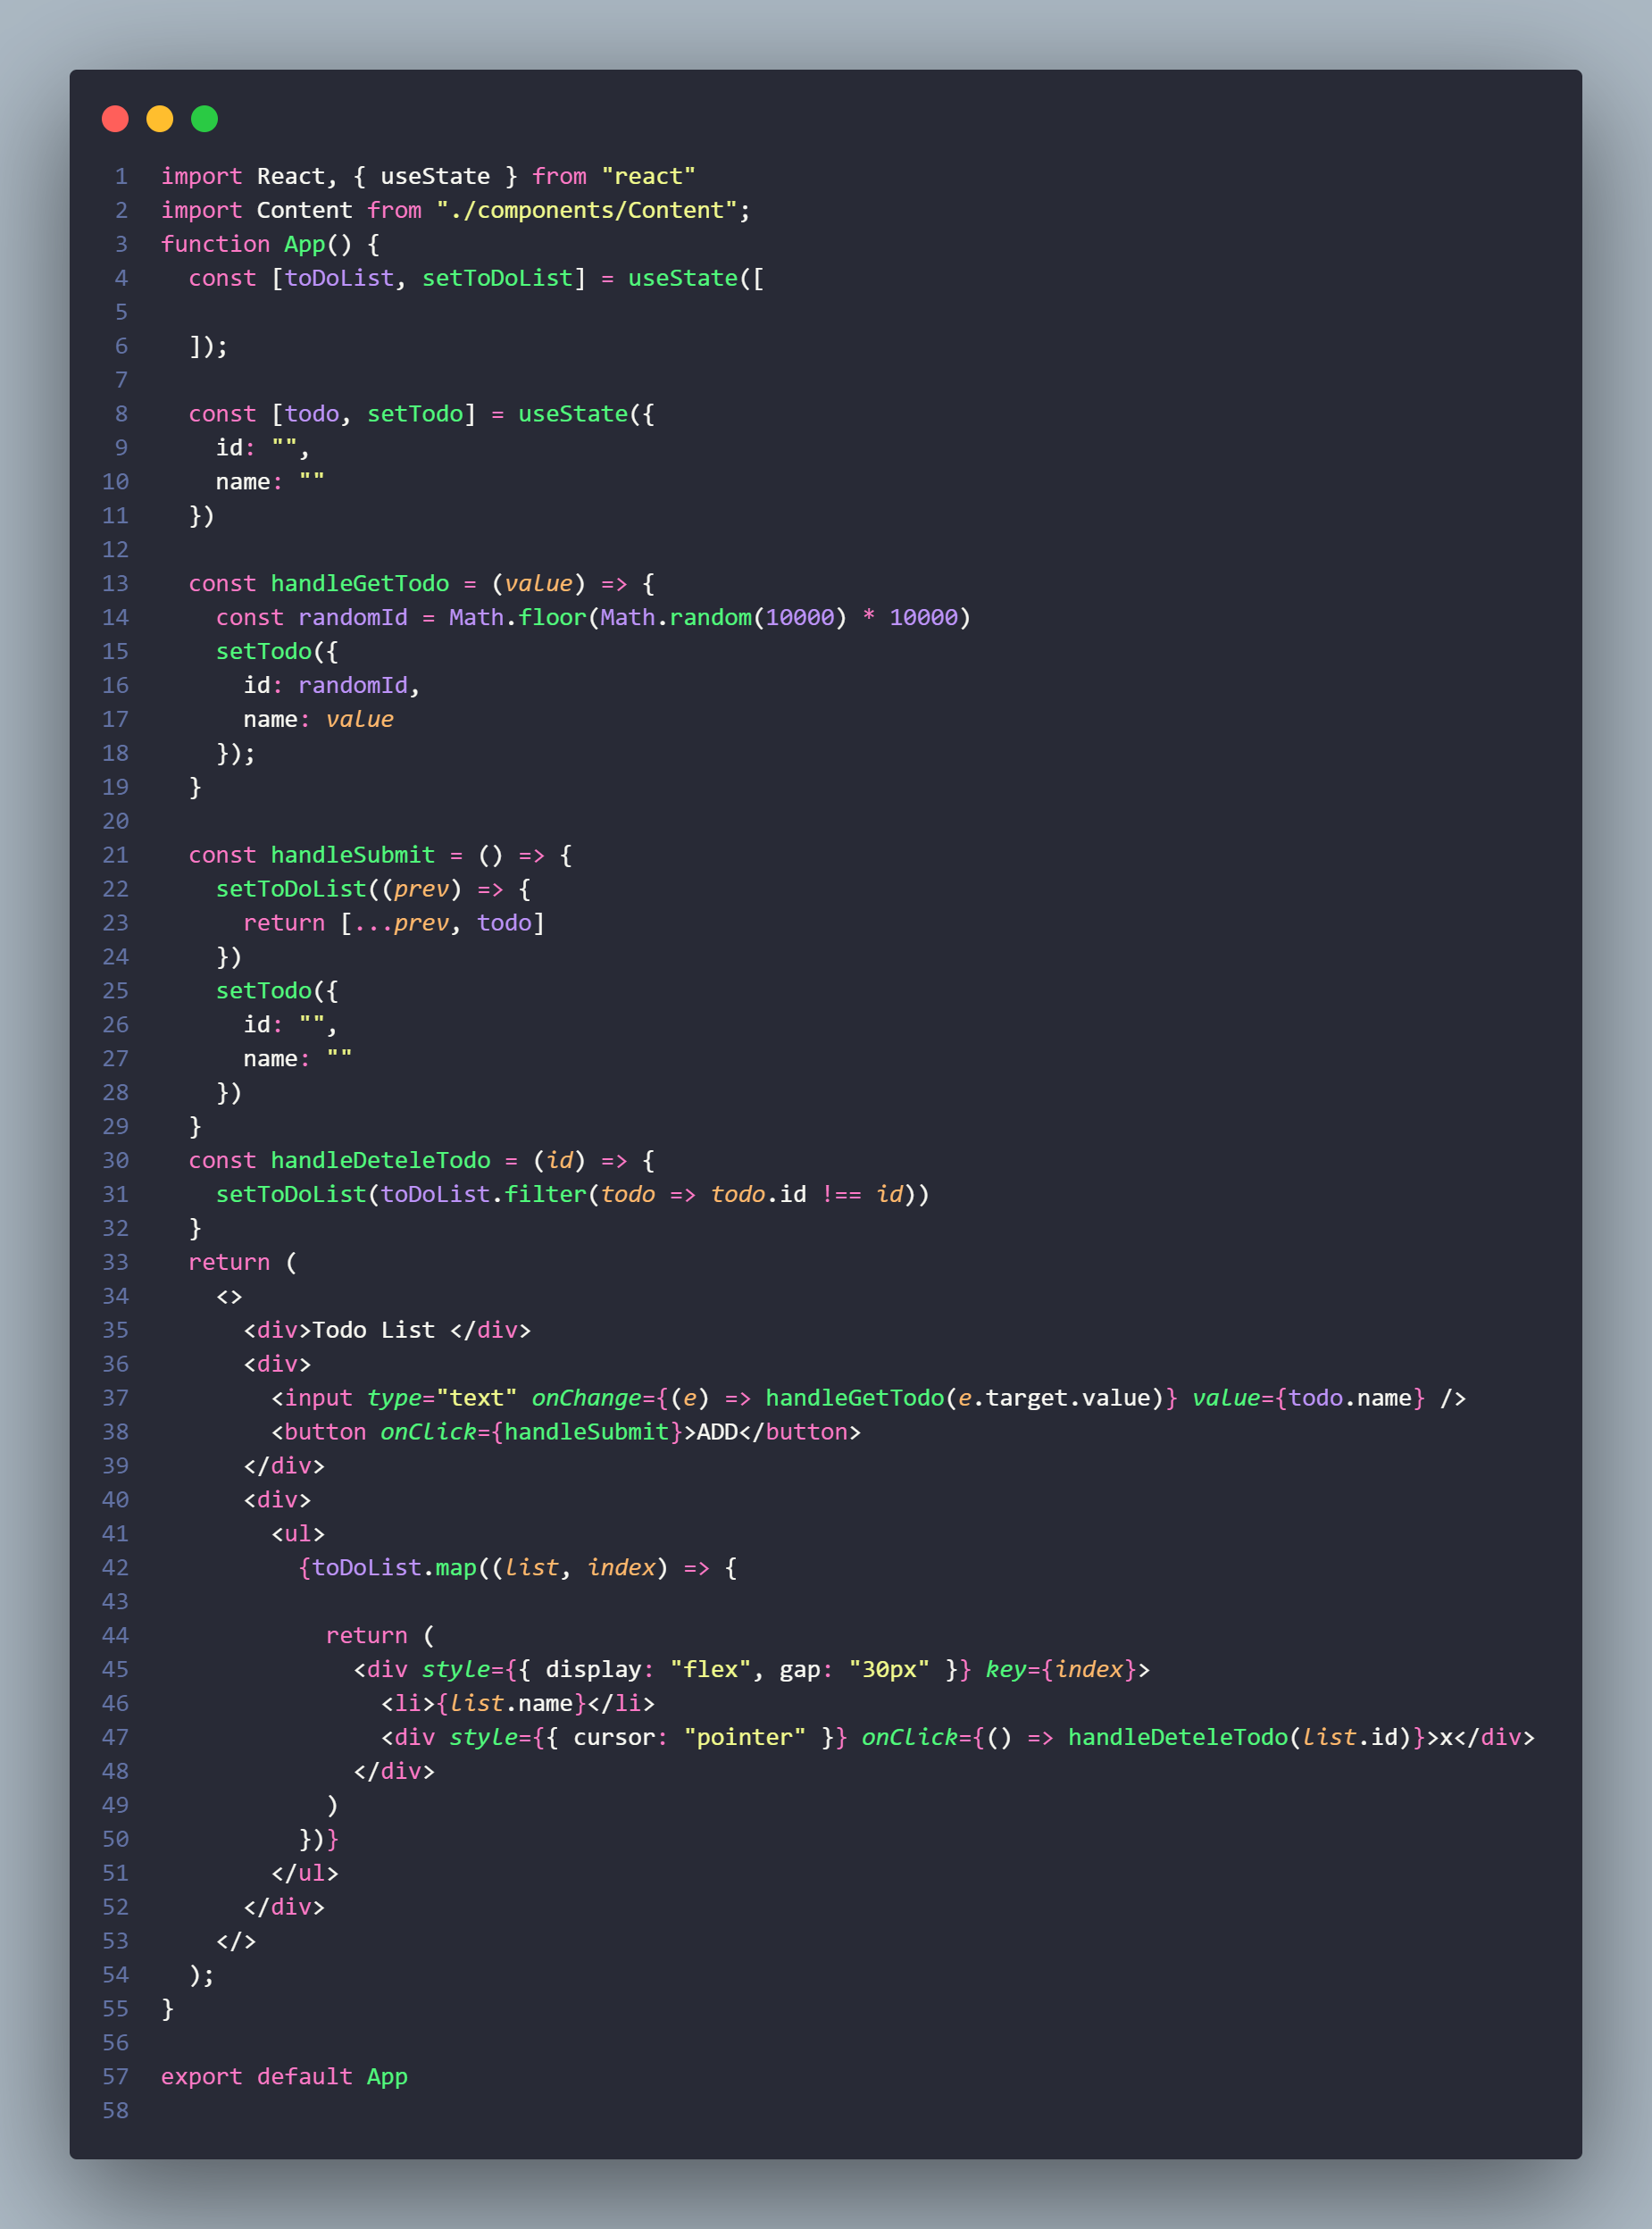 1 import React, { useState } from "react"
2 import Content from "./components/Content";
3 function App() {
4   const [toDoList, setToDoList] = useState([
5
6   ]);
7
8   const [todo, setTodo] = useState({
9     id: "",
10     name: ""
11   })
12
13   const handleGetTodo = (value) => {
14     const randomId = Math.floor(Math.random(10000) * 10000)
15     setTodo({
16       id: randomId,
17       name: value
18     });
19   }
20
21   const handleSubmit = () => {
22     setToDoList((prev) => {
23       return [...prev, todo]
24     })
25     setTodo({
26       id: "",
27       name: ""
28     })
29   }
30   const handleDeteleTodo = (id) => {
31     setToDoList(toDoList.filter(todo => todo.id !== id))
32   }
33   return (
34     <>
35       <div>Todo List </div>
36       <div>
37         <input type="text" onChange={(e) => handleGetTodo(e.target.value)} value={todo.name} />
38         <button onClick={handleSubmit}>ADD</button>
39       </div>
40       <div>
41         <ul>
42           {toDoList.map((list, index) => {
43
44             return (
45               <div style={{ display: "flex", gap: "30px" }} key={index}>
46                 <li>{list.name}</li>
47                 <div style={{ cursor: "pointer" }} onClick={() => handleDeteleTodo(list.id)}>x</div>
48               </div>
49             )
50           })}
51         </ul>
52       </div>
53     </>
54   );
55 }
56
57 export default App
58